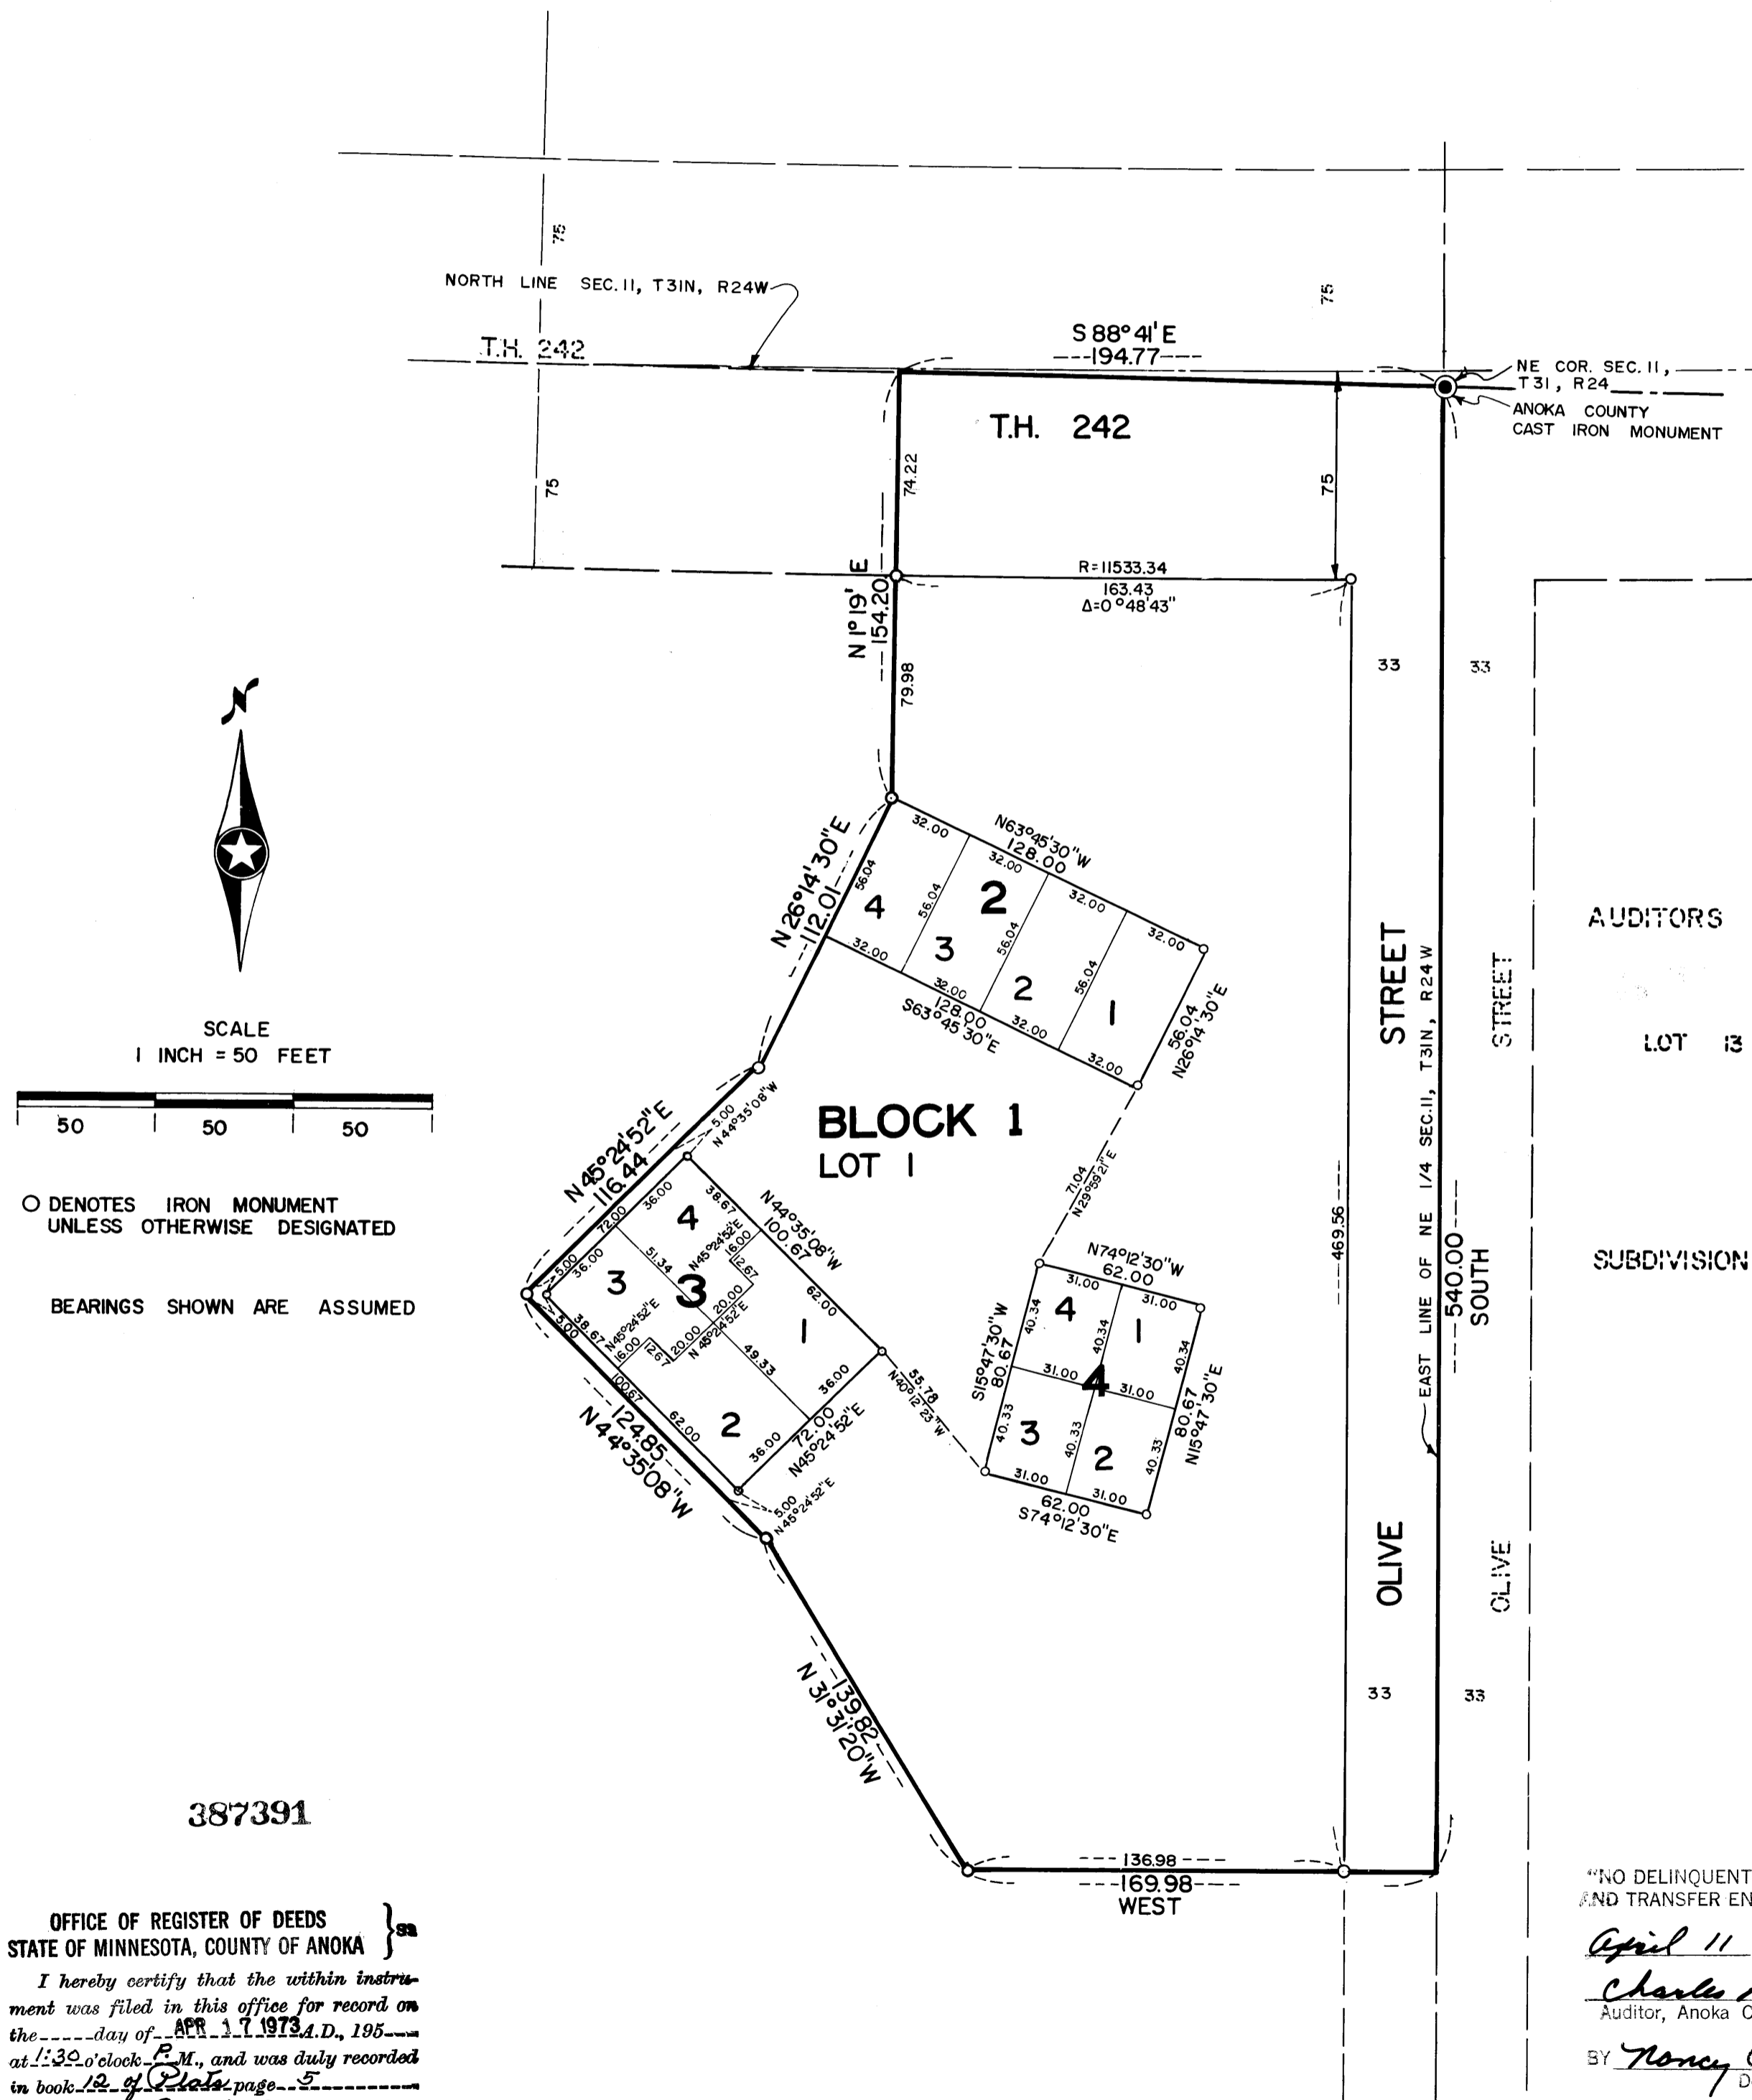 75
NORTH LINE SEC. 11, T31N, R24W
T.H. 242
75
S 88° 41' E
194.77
75
NE COR. SEC. 11,
T31, R24
ANOKA COUNTY
CAST IRON MONUMENT
T.H. 242
74.22
75
75
R=11533.34
163.43
Δ=0°48'43"
N 1° 19' E
154.20
79.98
33
33
N
SCALE
1 INCH = 50 FEET
50
50
50
O DENOTES IRON MONUMENT
UNLESS OTHERWISE DESIGNATED
BEARINGS SHOWN ARE ASSUMED
N 26° 14' 30" E
112.01
N63°45'30"W
128.00
32.00
32.00
32.00
32.00
56.04
56.04
56.04
56.04
2
4
3
2
1
32.00
32.00
32.00
32.00
128.00
S63°45'30"E
56.04
N26°14'30"E
BLOCK 1
LOT 1
N 45° 24' 52" E
116.44
5.00
N44°35'08"W
72.00
36.00
36.00
38.67
N44°35'08"W
100.67
62.00
4
3
3
1
2
51.34
N45°24'52"E
16.00
12.67
20.00
N45°24'52"E
5.00
38.67
5.00
N45°24'52"E
16.00
12.67
20.00
49.33
100.67
62.00
36.00
36.00
72.00
N45°24'52"E
124.85
N44°35'08"W
5.00
N45°24'52"E
71.04
N29°59'21"E
55.78
N40°12'23"W
N74°12'30"W
62.00
31.00
31.00
S15°47'30"W
80.67
40.34
40.34
40.34
4
1
4
31.00
31.00
3
2
40.33
40.33
40.33
80.67
N15°47'30"E
31.00
31.00
62.00
S74°12'30"E
469.56
OLIVE STREET
EAST LINE OF NE 1/4 SEC.11, T31N, R24W
540.00
SOUTH
OLIVE STREET
AUDITORS
LOT 13
SUBDIVISION
33
33
139.82
N 31° 31' 20" W
136.98
169.98
WEST
387391
OFFICE OF REGISTER OF DEEDS
STATE OF MINNESOTA, COUNTY OF ANOKA } ss
I hereby certify that the within instru-
ment was filed in this office for record on
the-----day of APR 17 1973 A.D., 195---
at 1:30 o'clock P. M., and was duly recorded
in book 12 of Plats page 5
"NO DELINQUENT
AND TRANSFER EN
April 11
Charles
Auditor, Anoka C
BY Nancy
D